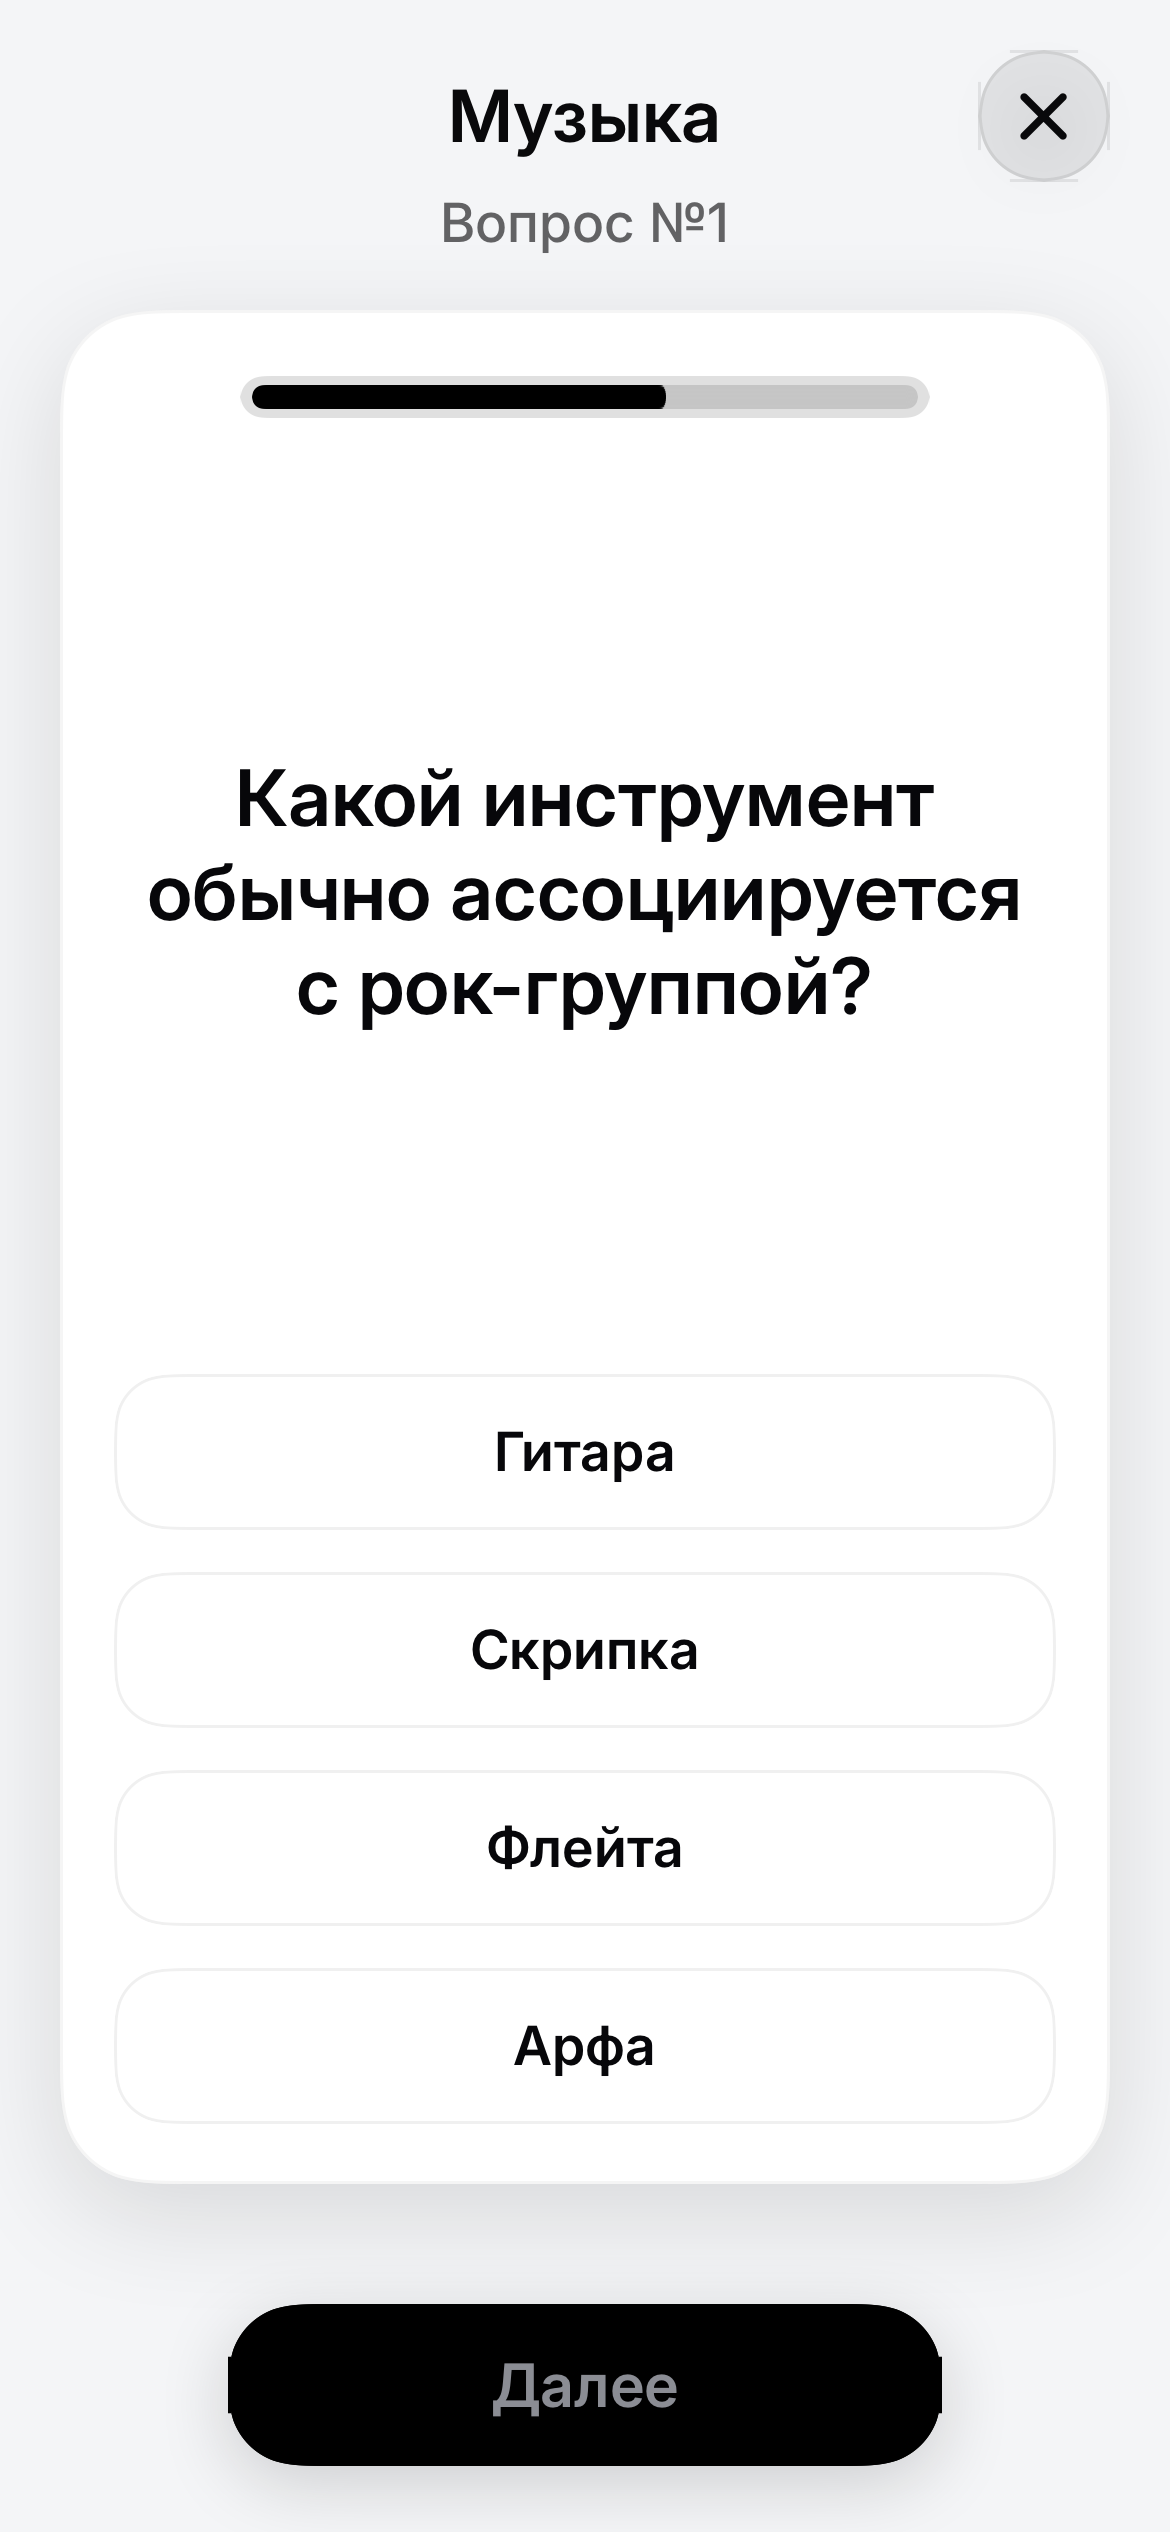 Музыка
Вопрос №1
Какой инструмент
обычно ассоциируется
с рок-группой?
Гитара
Скрипка
Флейта
Арфа
Далее